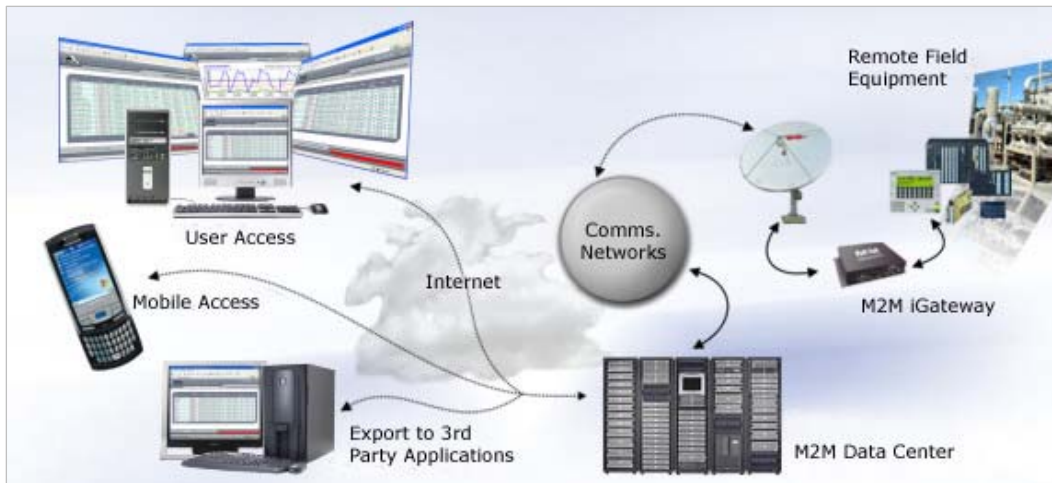 Remote Field
Equipment
User Access
Comms.
Networks
Internet
Mobile Access
M2M iGateway
Export to 3rd
Party Applications
M2M Data Center